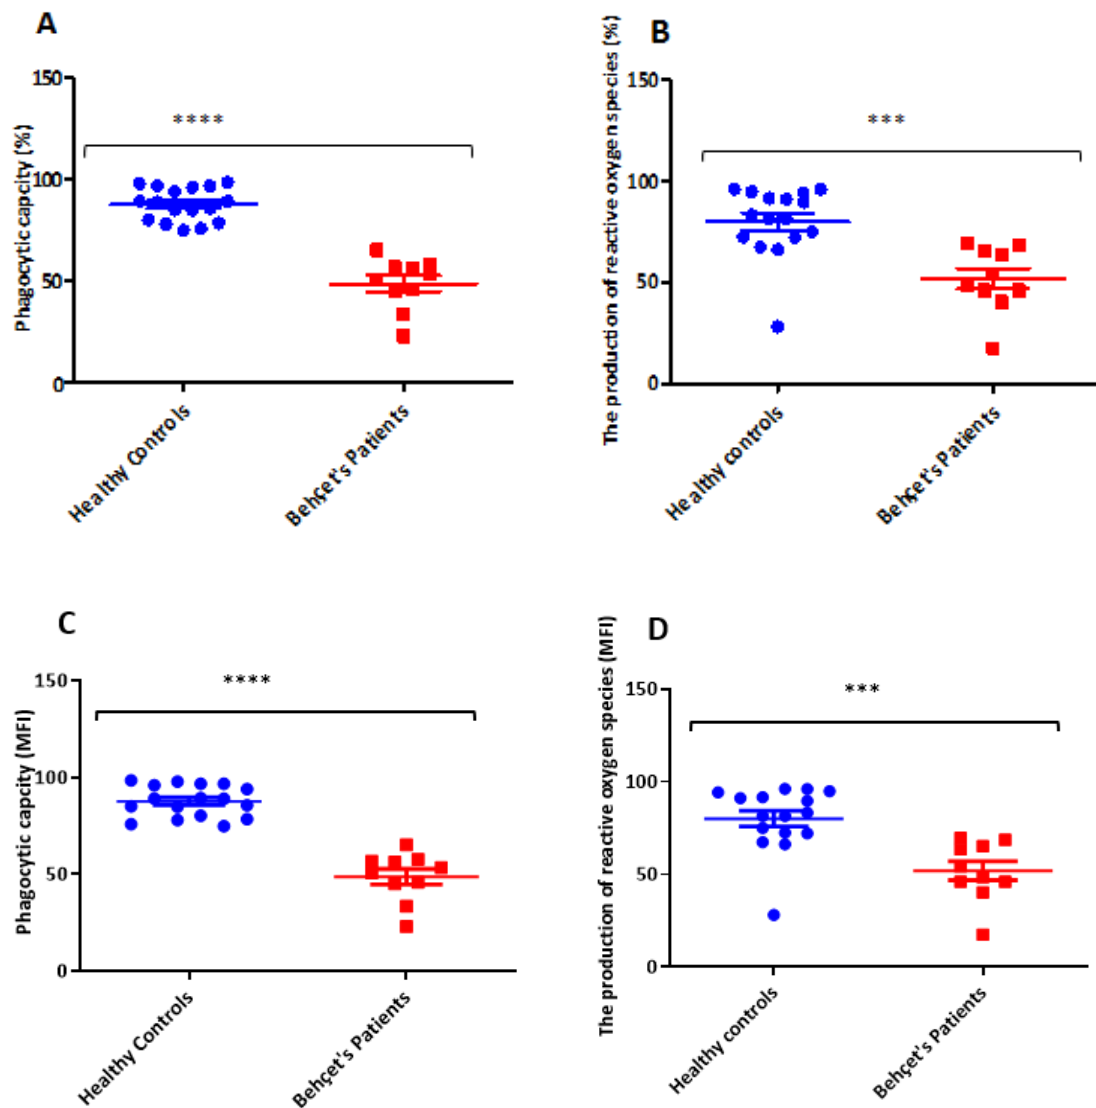 A
Phagocytic capcity (%)
150
100
50
0
****
Healthy Controls
Behçet's Patients
B
The production of reactive oxygen species (%)
150
100
50
0
***
Healthy controls
Behçet's Patients
C
Phagocytic capcity (MFI)
150
100
50
0
****
Healthy Controls
Behçet's Patients
D
The production of reactive oxygen species (MFI)
150
100
50
0
***
Healthy controls
Behçet's Patients